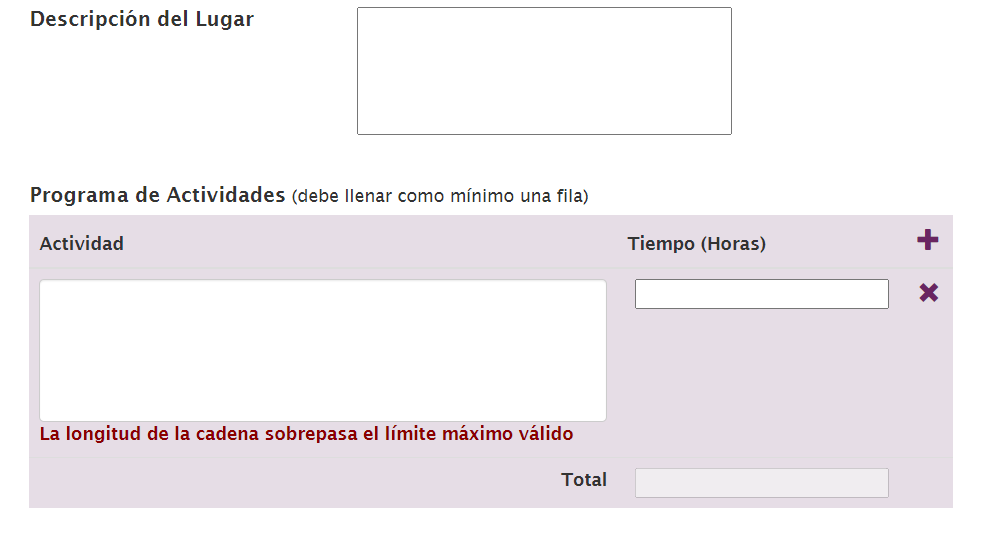 Descripción del Lugar
Programa de Actividades (debe llenar como mínimo una fila)
Actividad Tiempo (Horas)
La longitud de la cadena sobrepasa el límite máximo válido
Total